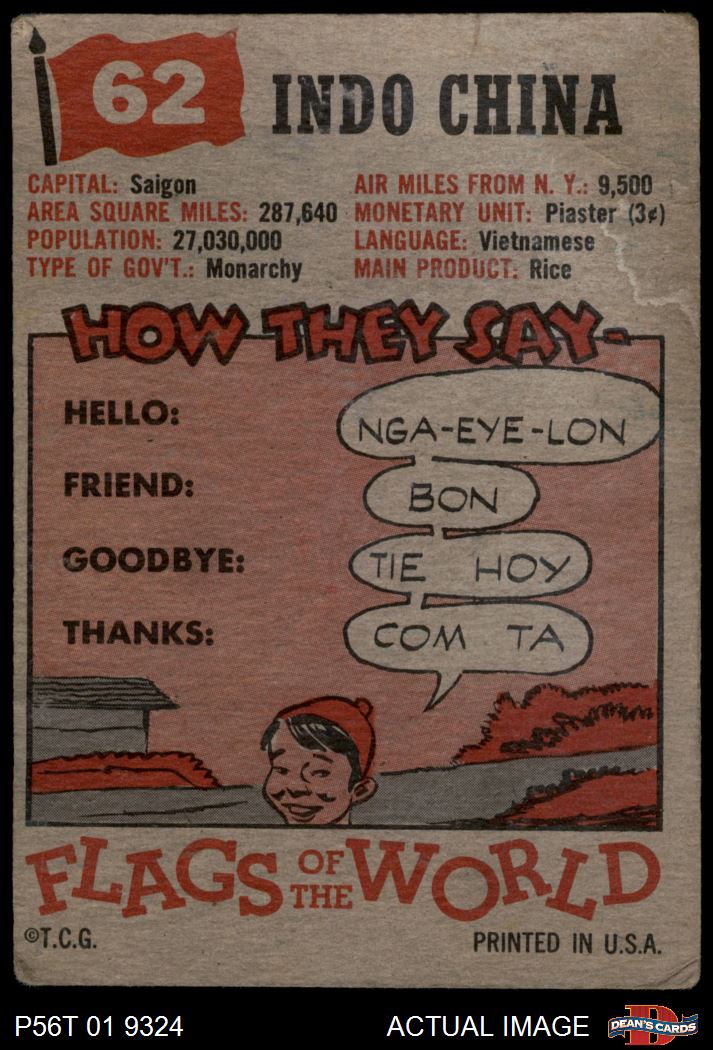 62 INDO CHINA
CAPITAL: Saigon
AREA SQUARE MILES: 287,640
POPULATION: 27,030,000
TYPE OF GOV'T.: Monarchy
AIR MILES FROM N. Y.: 9,500
MONETARY UNIT: Piaster (3¢)
LANGUAGE: Vietnamese
MAIN PRODUCT: Rice
HOW THEY SAY-
HELLO: NGA-EYE-LON
FRIEND: BON
GOODBYE: TIE HOY
THANKS: COM TA
FLAGS OF THE WORLD
©T.C.G. PRINTED IN U.S.A.
P56T 01 9324 ACTUAL IMAGE
D
DEAN'S CARDS